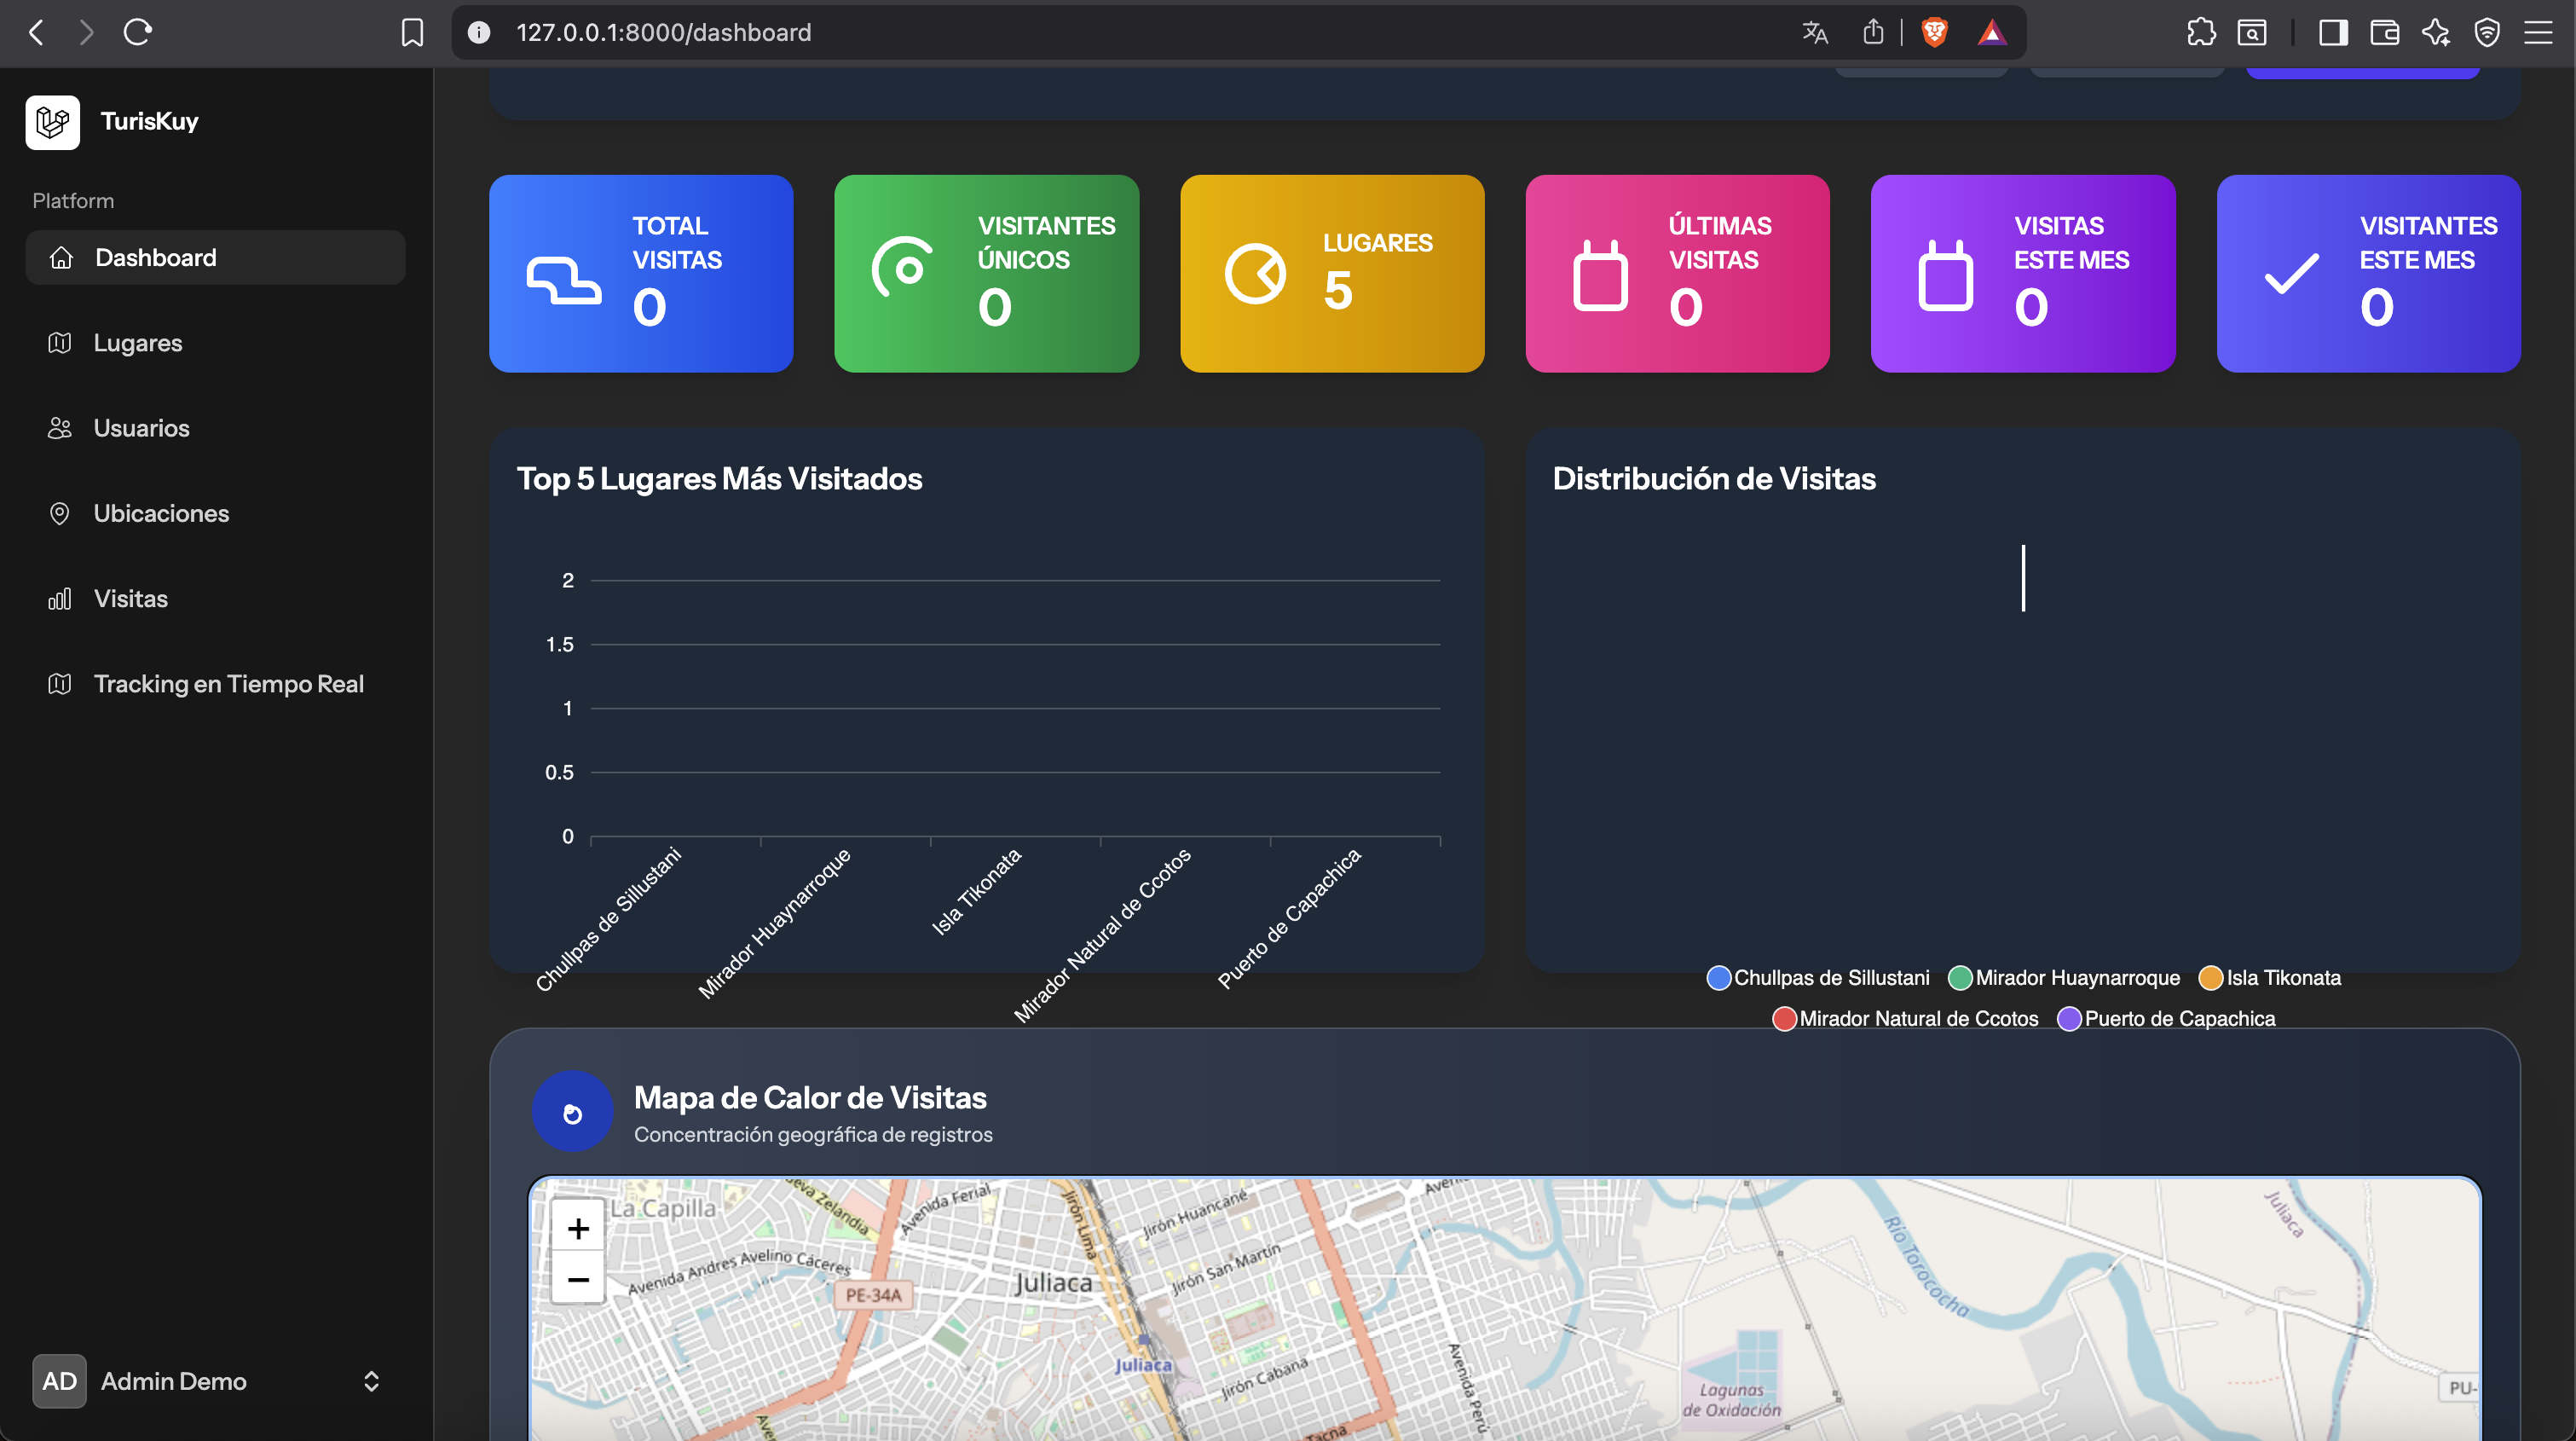 127.0.0.1:8000/dashboard
TurisKuy
Platform
Dashboard
Lugares
Usuarios
Ubicaciones
Visitas
Tracking en Tiempo Real
AD Admin Demo
TOTAL
VISITAS
0
VISITANTES
ÚNICOS
0
LUGARES
5
ÚLTIMAS
VISITAS
0
VISITAS
ESTE MES
0
VISITANTES
ESTE MES
0
Top 5 Lugares Más Visitados
2
1.5
1
0.5
0
Chullpas de Sillustani
Mirador Huaynarroque
Isla Tikonata
Mirador Natural de Ccotos
Puerto de Capachica
Distribución de Visitas
Chullpas de Sillustani Mirador Huaynarroque Isla Tikonata
Mirador Natural de Ccotos Puerto de Capachica
Mapa de Calor de Visitas
Concentración geográfica de registros
+
−
La Capilla
Zelandia
Avenida Ferial
Jirón Lima
Jirón Huancané
Avenida Andres Avelino Cáceres
PE-34A
Juliaca
Jirón San Martín
Juliaca
Jirón Cabana
Avenida Perú
Tacna
Río Torococha
Juliaca
Lagunas
de Oxidación
PU-